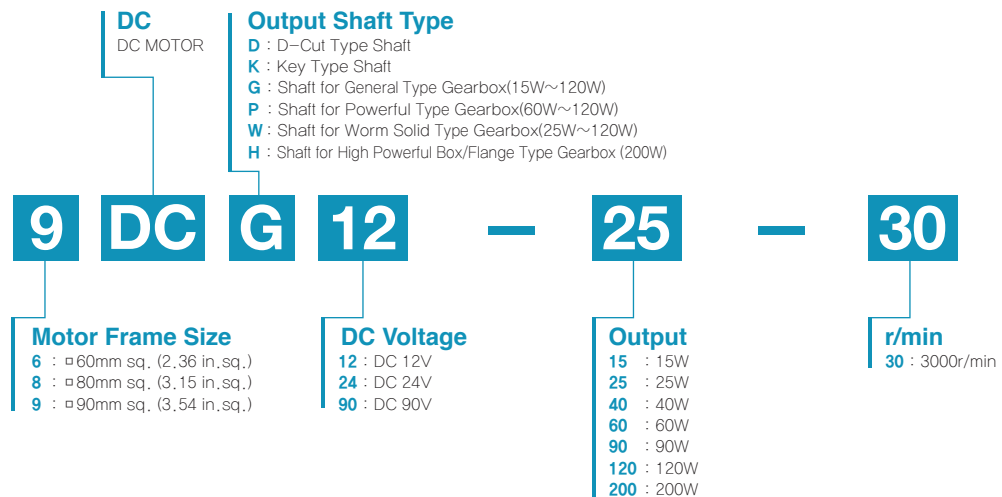 DC
DC MOTOR
Output Shaft Type
D : D-Cut Type Shaft
K : Key Type Shaft
G : Shaft for General Type Gearbox(15W~120W)
P : Shaft for Powerful Type Gearbox(60W~120W)
W : Shaft for Worm Solid Type Gearbox(25W~120W)
H : Shaft for High Powerful Box/Flange Type Gearbox (200W)
9 DC G 12 — 25 — 30
Motor Frame Size
6 : □60mm sq. (2.36 in.sq.)
8 : □80mm sq. (3.15 in.sq.)
9 : □90mm sq. (3.54 in.sq.)
DC Voltage
12 : DC 12V
24 : DC 24V
90 : DC 90V
Output
15 : 15W
25 : 25W
40 : 40W
60 : 60W
90 : 90W
120 : 120W
200 : 200W
r/min
30 : 3000r/min